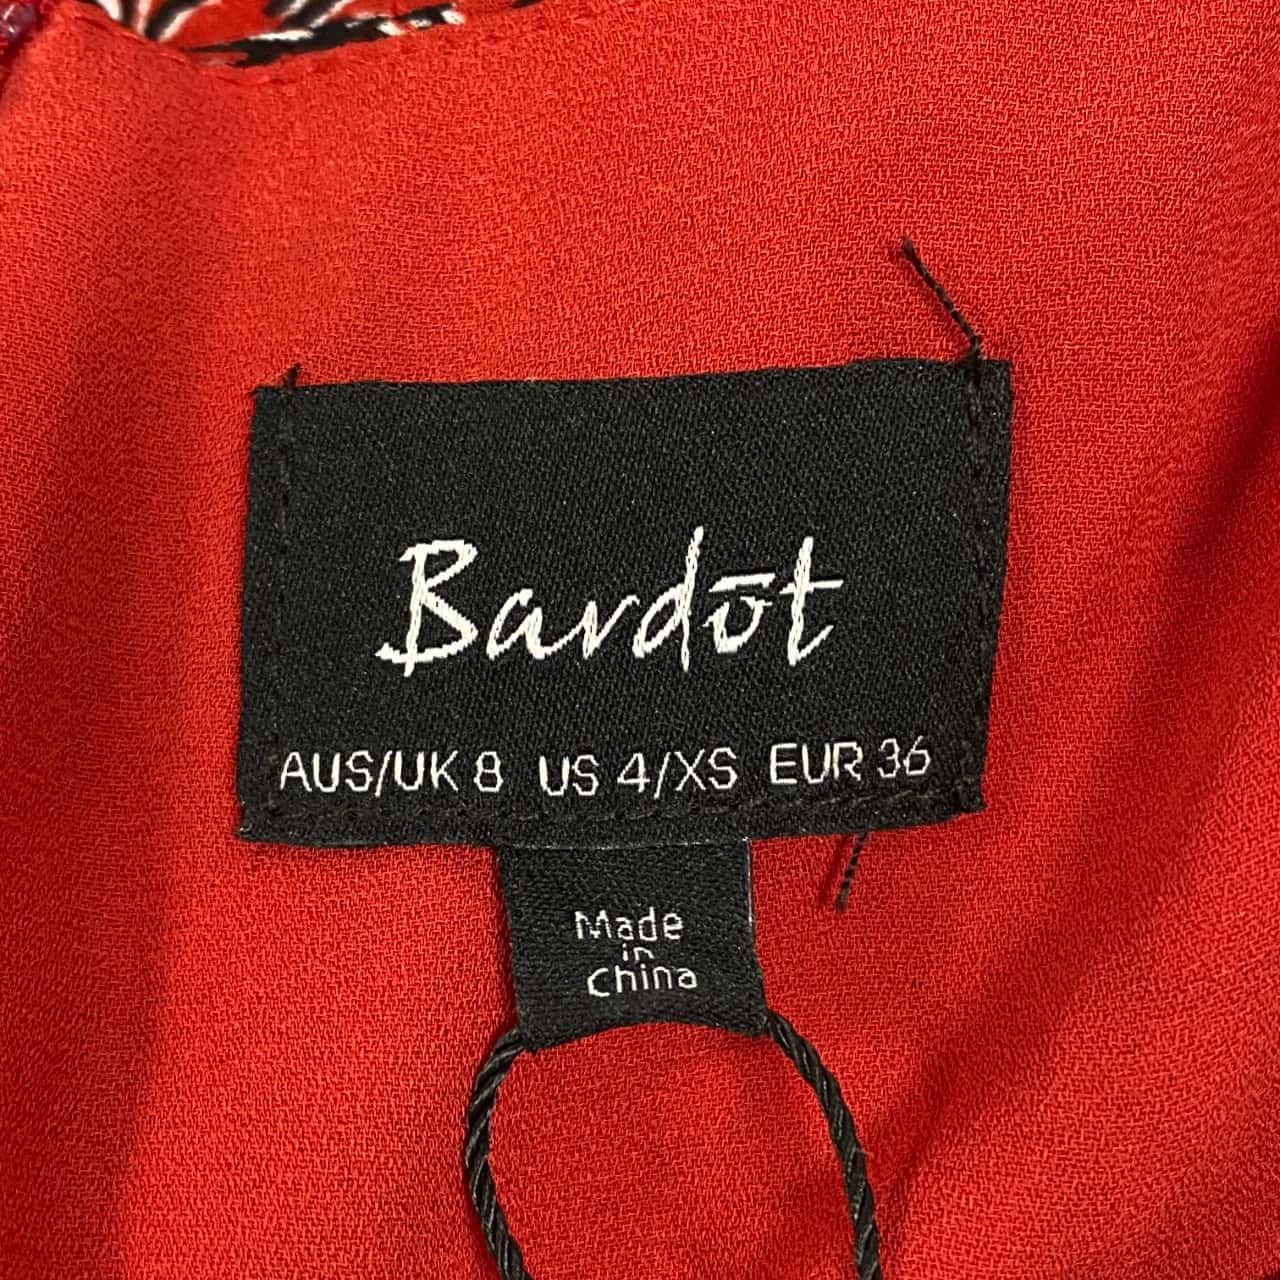 Bardōt
AUS/UK 8 US 4/XS EUR 36
Made
in
China